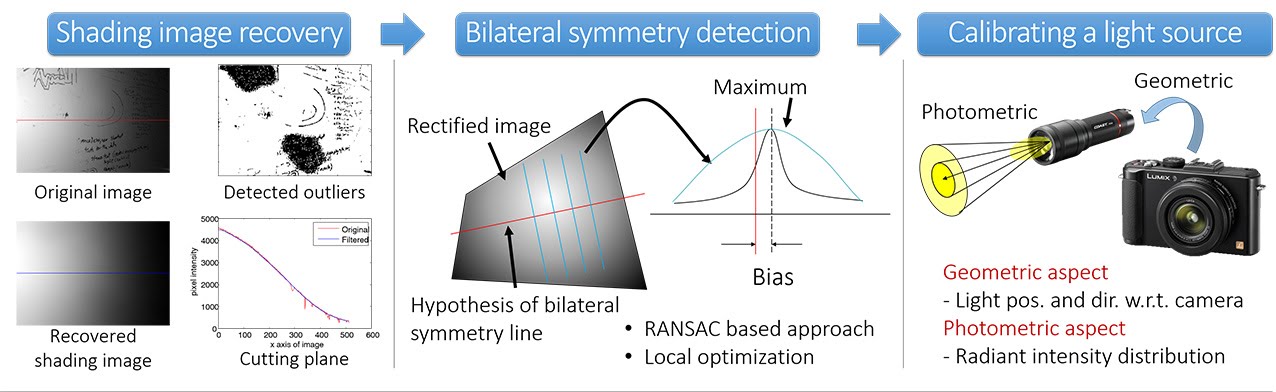 Shading image recovery
Bilateral symmetry detection
Calibrating a light source
Original image
Detected outliers
Recovered
shading image
5000
4000
3000
2000
1000
0
pixel intensity
Original
Filtered
0 100 200 300 400 500 600
x axis of image
Cutting plane
Rectified image
Maximum
Bias
Hypothesis of bilateral
symmetry line
• RANSAC based approach
• Local optimization
Geometric
Photometric
COMET
LUMIX
Geometric aspect
- Light pos. and dir. w.r.t. camera
Photometric aspect
- Radiant intensity distribution